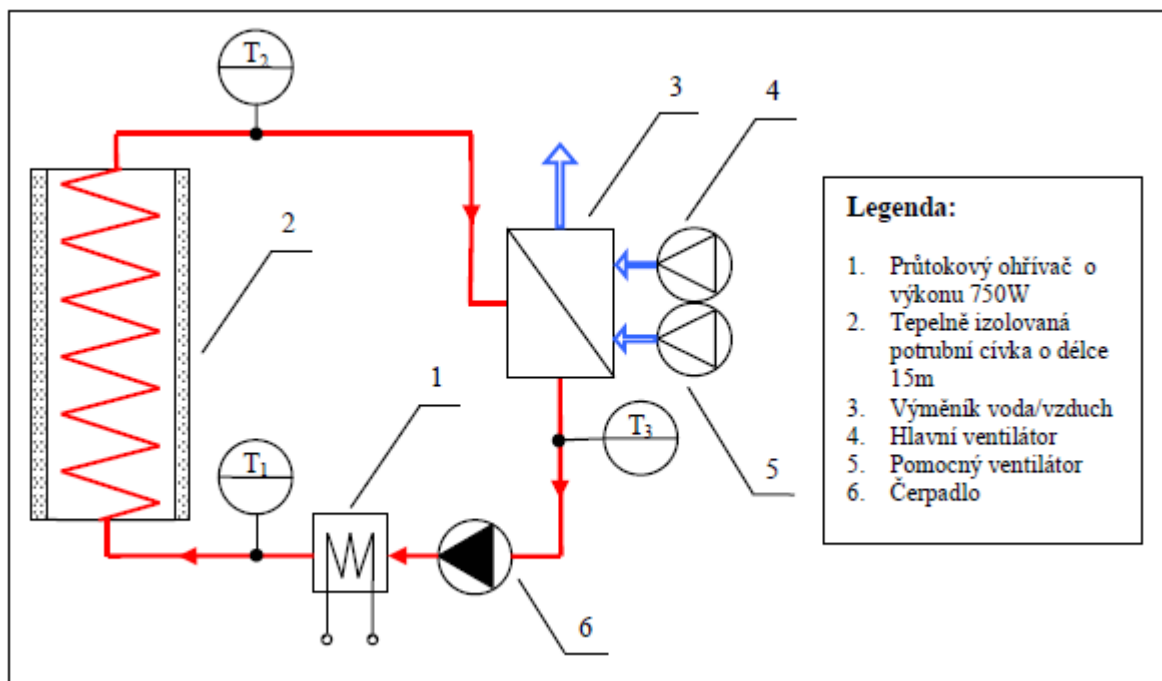 T₂
3
4
2
1
T₁
T₃
5
6
Legenda:
1. Průtokový ohřívač o
výkonu 750W
2. Tepelně izolovaná
potrubní cívka o délce
15m
3. Výměník voda/vzduch
4. Hlavní ventilátor
5. Pomocný ventilátor
6. Čerpadlo